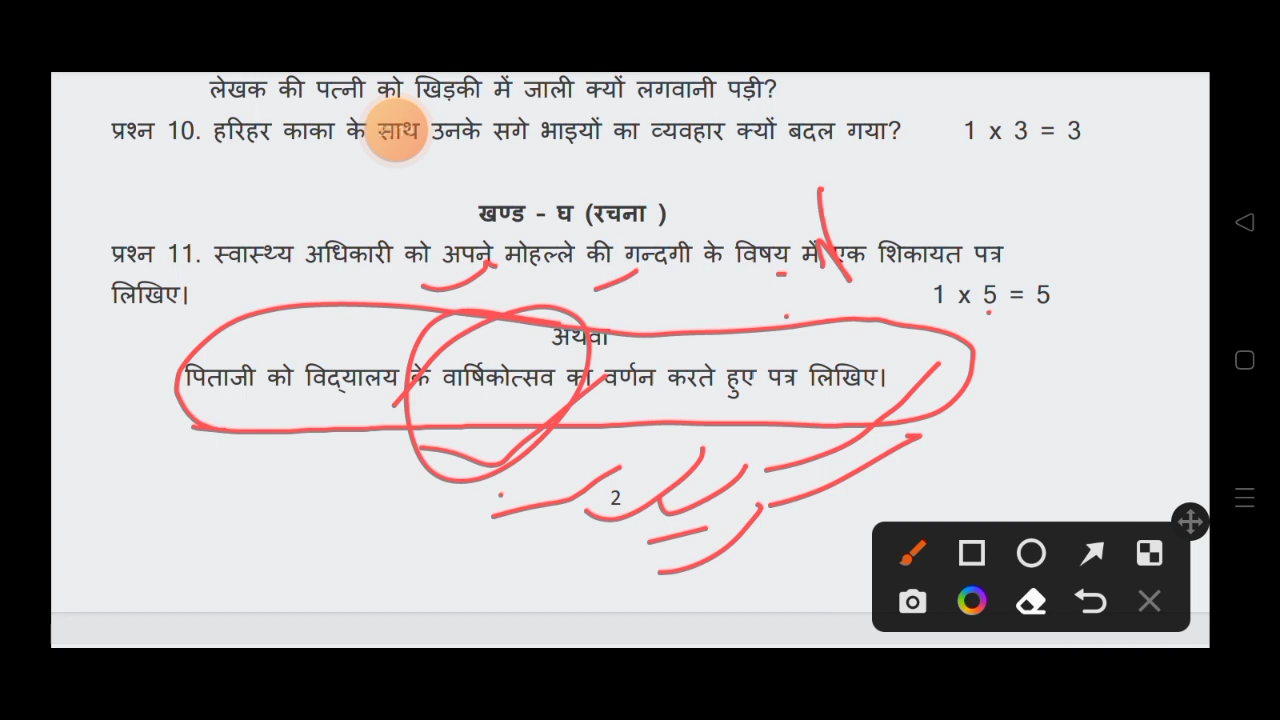 लेखक की पत्नी को खिड़की में जाली क्यों लगवानी पड़ी?
प्रश्न 10. हरिहर काका के साथ उनके सगे भाइयों का व्यवहार क्यों बदल गया? 1 x 3 = 3
खण्ड - घ (रचना )
प्रश्न 11. स्वास्थ्य अधिकारी को अपने मोहल्ले की गन्दगी के विषय में एक शिकायत पत्र
लिखिए। 1 x 5 = 5
अथवा
पिताजी को विद्यालय के वार्षिकोत्सव का वर्णन करते हुए पत्र लिखिए।
2